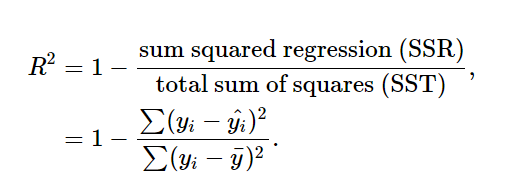 R² = 1 − sum squared regression (SSR) / total sum of squares (SST) ,
= 1 − ∑(yᵢ − ŷᵢ)² / ∑(yᵢ − ȳ)² .